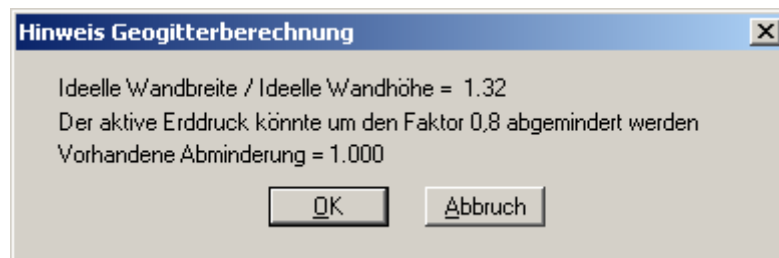 Hinweis Geogitterberechnung
Ideelle Wandbreite / Ideelle Wandhöhe = 1.32
Der aktive Erddruck könnte um den Faktor 0,8 abgemindert werden
Vorhandene Abminderung = 1.000
OK Abbruch